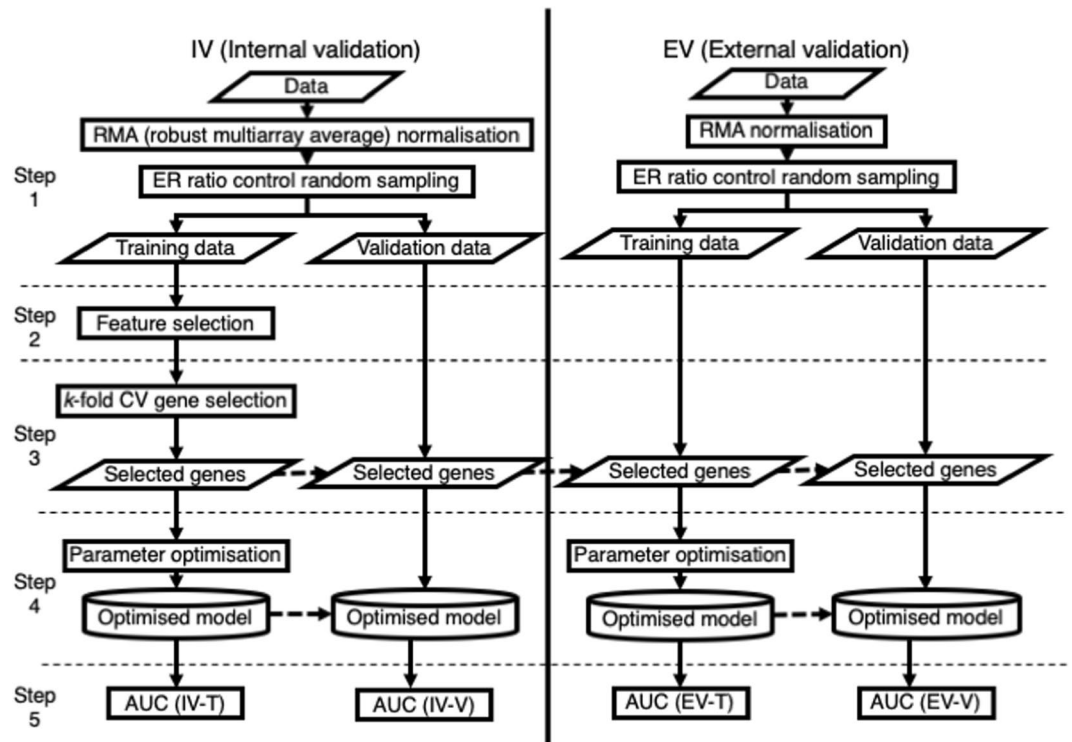 IV (Internal validation)
EV (External validation)
Data
Data
RMA (robust multiarray average) normalisation
RMA normalisation
Step
1
ER ratio control random sampling
ER ratio control random sampling
Training data
Validation data
Training data
Validation data
Step
2
Feature selection
k-fold CV gene selection
Step
3
Selected genes
Selected genes
Selected genes
Selected genes
Parameter optimisation
Parameter optimisation
Step
4
Optimised model
Optimised model
Optimised model
Optimised model
Step
5
AUC (IV-T)
AUC (IV-V)
AUC (EV-T)
AUC (EV-V)